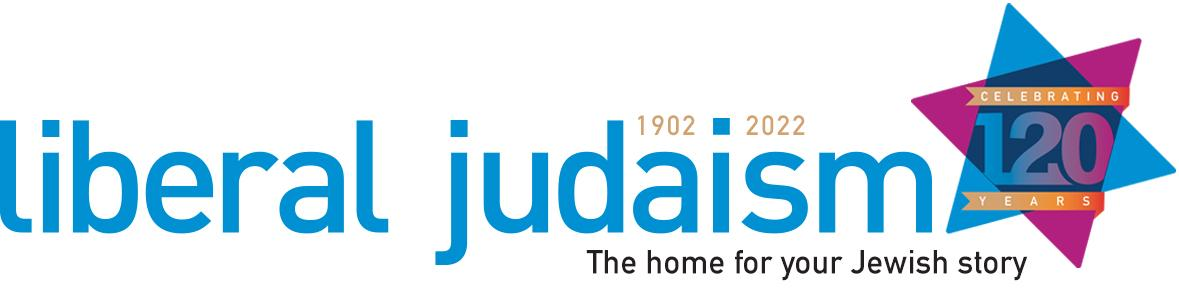 liberal judaism
1902 2022
CELEBRATING
120
YEARS
The home for your Jewish story